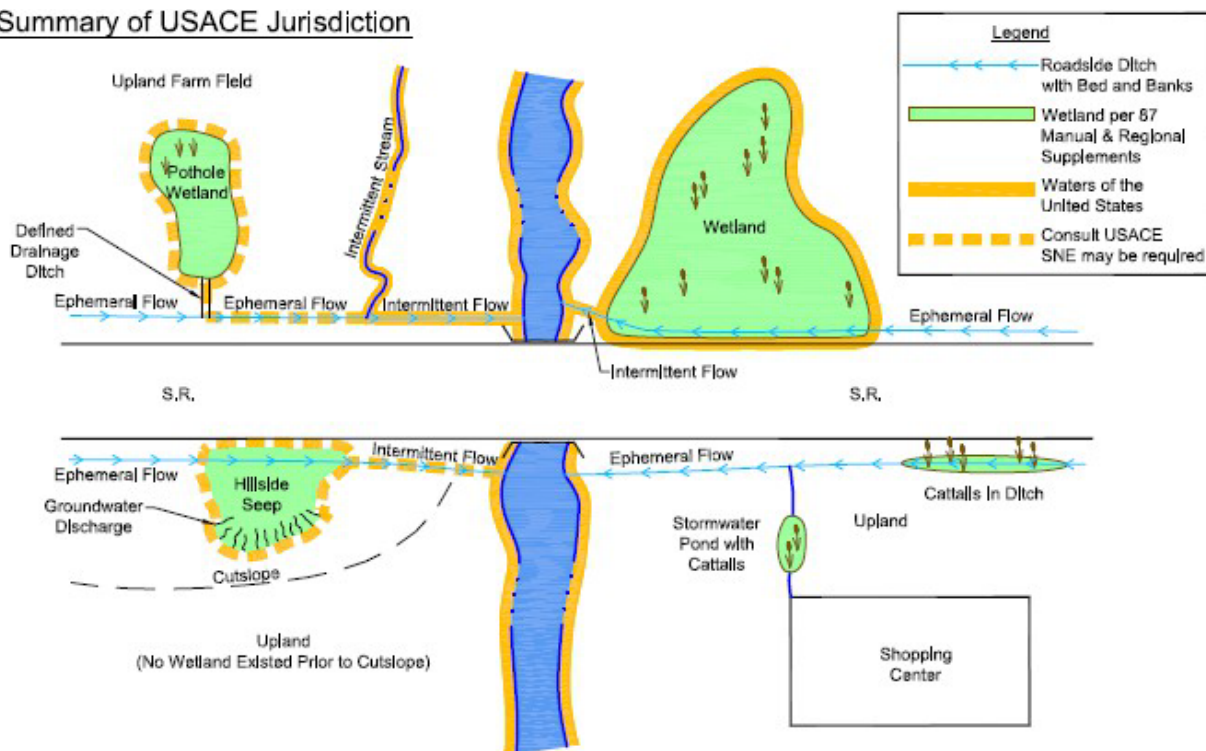 Summary of USACE Jurisdiction
Legend
Roadside Ditch
with Bed and Banks
Wetland per 87
Manual & Regional
Supplements
Waters of the
United States
Consult USACE
SNE may be required
Upland Farm Field
Pothole
Wetland
Defined
Drainage
Ditch
Intermittent Stream
Wetland
Ephemeral Flow
Ephemeral Flow
Intermittent Flow
Ephemeral Flow
Intermittent Flow
S.R.
S.R.
Ephemeral Flow
Intermittent Flow
Ephemeral Flow
Hillside
Seep
Groundwater
Discharge
Cutslope
Cattails in Ditch
Upland
Stormwater
Pond with
Cattails
Upland
(No Wetland Existed Prior to Cutslope)
Shopping
Center